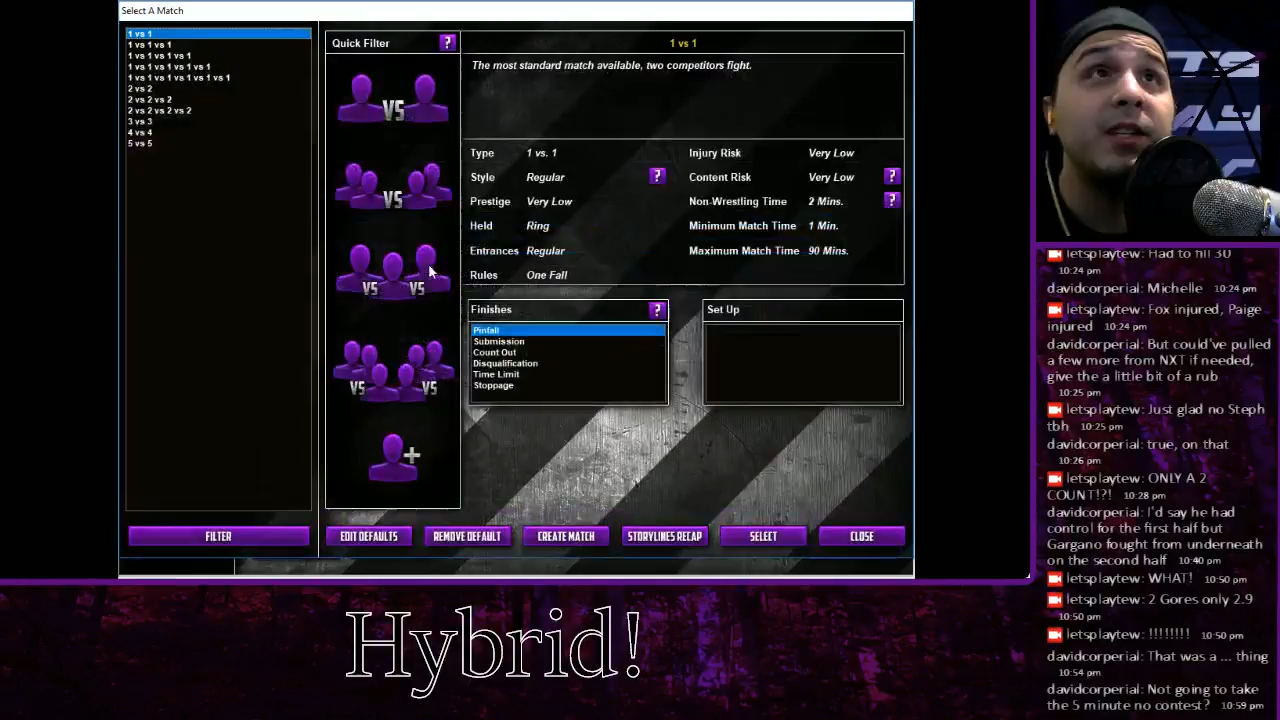 Select A Match
1 vs 1
1 vs 1 vs 1
1 vs 1 vs 1 vs 1
1 vs 1 vs 1 vs 1 vs 1
1 vs 1 vs 1 vs 1 vs 1 vs 1
2 vs 2
2 vs 2 vs 2
2 vs 2 vs 2 vs 2
3 vs 3
4 vs 4
5 vs 5
FILTER
Quick Filter ?
VS
VS
VS VS
VS VS
+
1 vs 1
The most standard match available, two competitors fight.
Type 1 vs. 1
Style Regular ?
Prestige Very Low
Held Ring
Entrances Regular
Rules One Fall
Injury Risk Very Low
Content Risk Very Low ?
Non-Wrestling Time 2 Mins. ?
Minimum Match Time 1 Min.
Maximum Match Time 90 Mins.
Finishes ?
Pinfall
Submission
Count Out
Disqualification
Time Limit
Stoppage
Set Up
EDIT DEFAULTS REMOVE DEFAULT CREATE MATCH STORYLINES RECAP SELECT CLOSE
Hybrid!
letsplaytew: Had to fill 30
10:24 pm
davidcorperial: Michelle 10:24 pm
letsplaytew: Fox injured, Paige
injured 10:24 pm
davidcorperial: But could've pulled
a few more from NXT if needed,
give the a little bit of a rub
10:25 pm
letsplaytew: Just glad no Steph
tbh 10:25 pm
davidcorperial: true, on that
10:26 pm
letsplaytew: ONLY A 2
COUNT!?! 10:28 pm
davidcorperial: I'd say he had
control for the first half but
Gargano fought from underneath
on the second half 10:40 pm
letsplaytew: WHAT! 10:50 pm
letsplaytew: 2 Gores only 2.9
10:50 pm
letsplaytew: !!!!!!!! 10:50 pm
davidcorperial: That was a ... thing
10:54 pm
davidcorperial: Not going to take
the 5 minute no contest? 10:59 pm